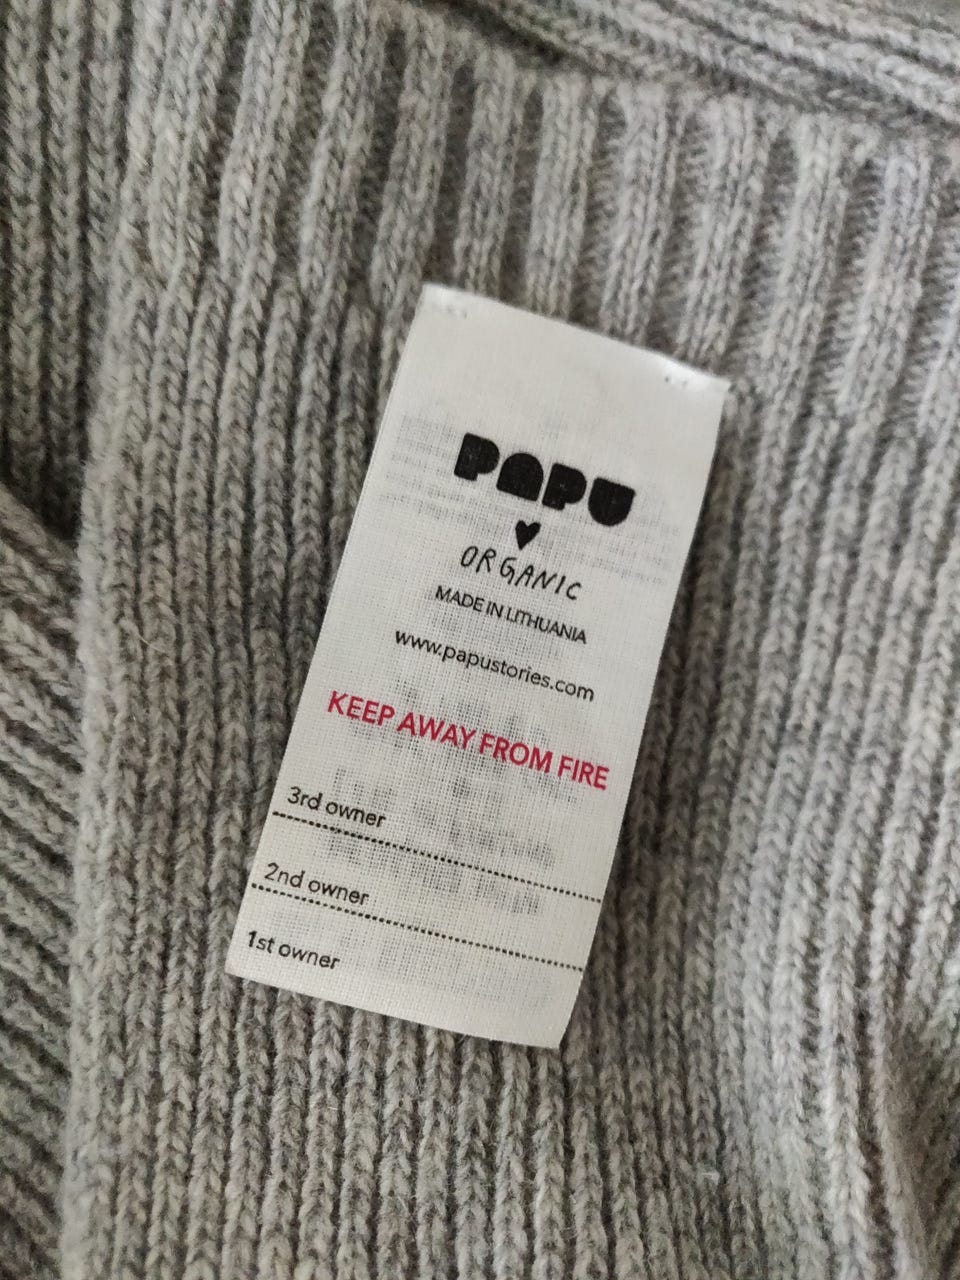 PAPU
ORGANIC
MADE IN LITHUANIA
www.papustories.com
KEEP AWAY FROM FIRE
3rd owner
2nd owner
1st owner